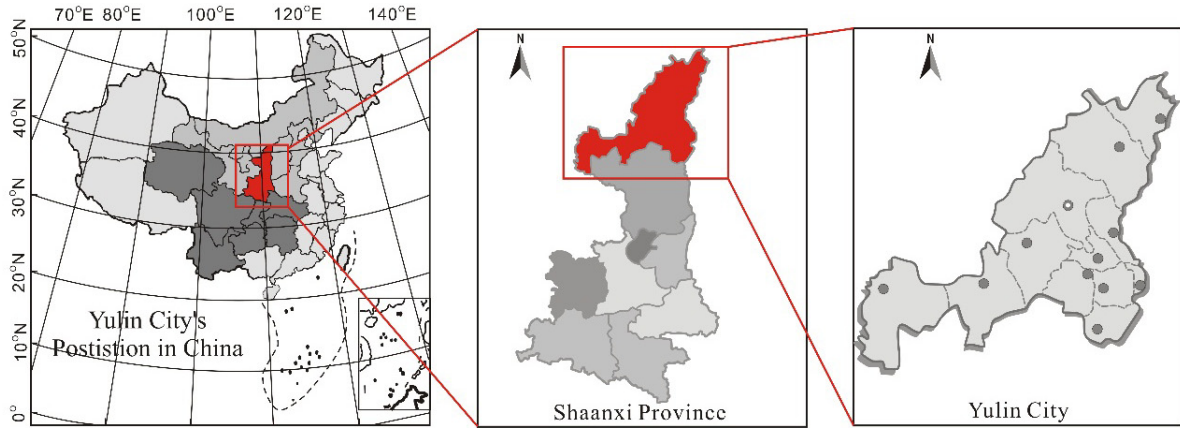 70°E 80°E 100°E 120°E 140°E
50°N
40°N
30°N
20°N
10°N
0°
Yulin City's
Postistion in China
N
Shaanxi Province
N
Yulin City